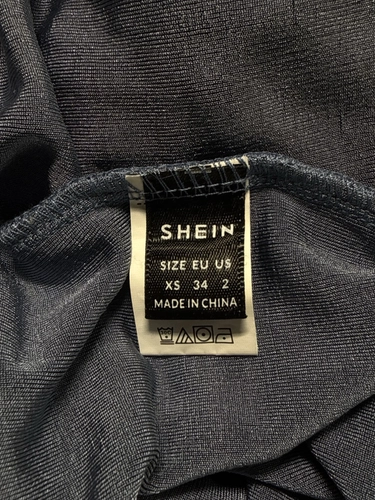 SHEIN
SIZE EU US
XS 34 2
MADE IN CHINA